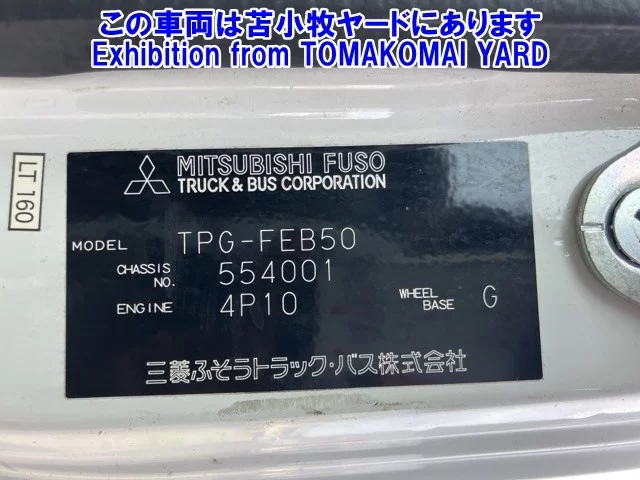 この車両は苫小牧ヤードにあります
Exhibition from TOMAKOMAI YARD
LT 160
MITSUBISHI FUSO
TRUCK & BUS CORPORATION
MODEL TPG-FEB50
CHASSIS NO. 554001
ENGINE 4P10 WHEEL BASE G
三菱ふそうトラック・バス株式会社